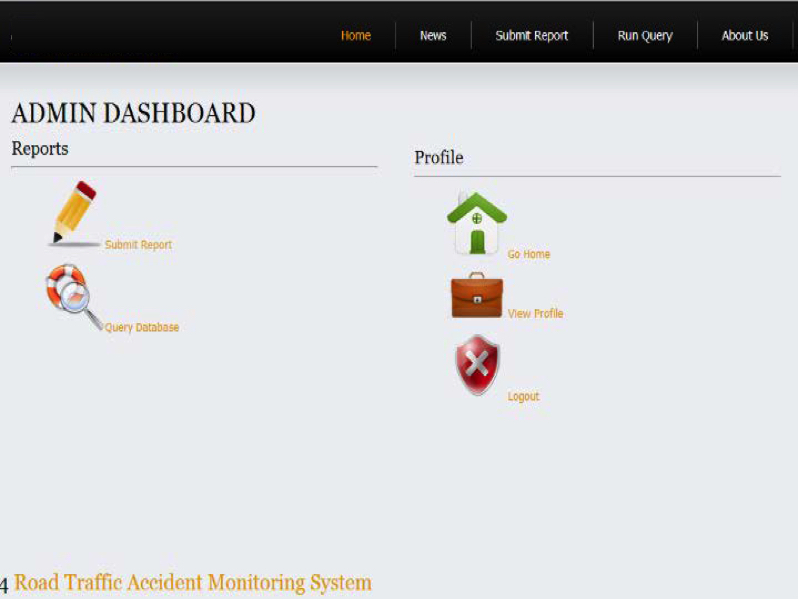 Home News Submit Report Run Query About Us
ADMIN DASHBOARD
Reports
Submit Report
Query Database
Profile
Go Home
View Profile
Logout
4 Road Traffic Accident Monitoring System